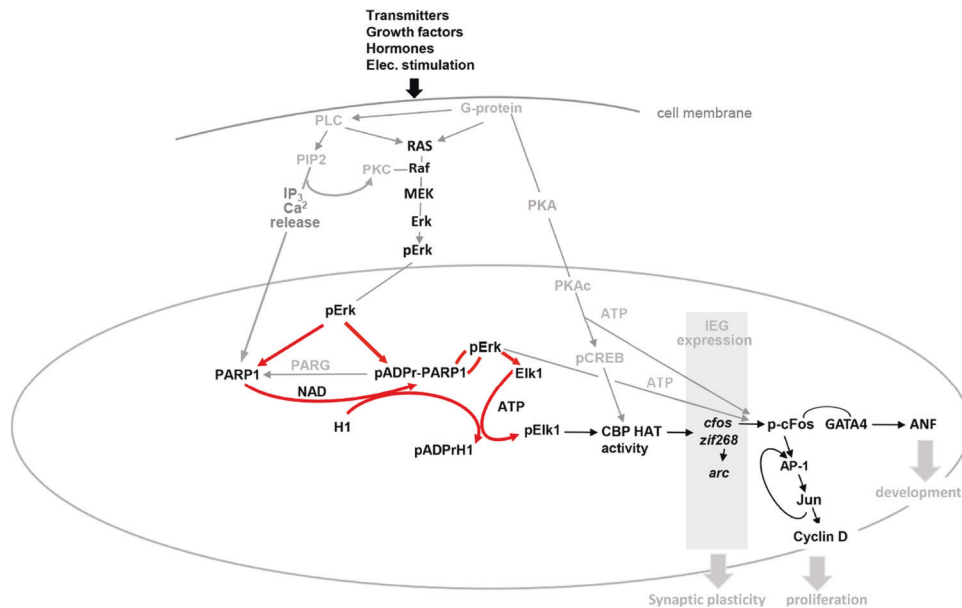 Transmitters
Growth factors
Hormones
Elec. stimulation
G-protein
cell membrane
PLC
RAS
PIP2
PKC
Raf
IP3
Ca2
release
MEK
PKA
Erk
pErk
PKAc
pErk
ATP
IEG
expression
pErk
pCREB
PARP1
PARG
pADPr-PARP1
Elk1
ATP
NAD
ATP
H1
pElk1
CBP HAT
activity
cfos
zif268
arc
p-cFos
GATA4
ANF
pADPrH1
AP-1
development
Jun
Cyclin D
Synaptic plasticity
proliferation